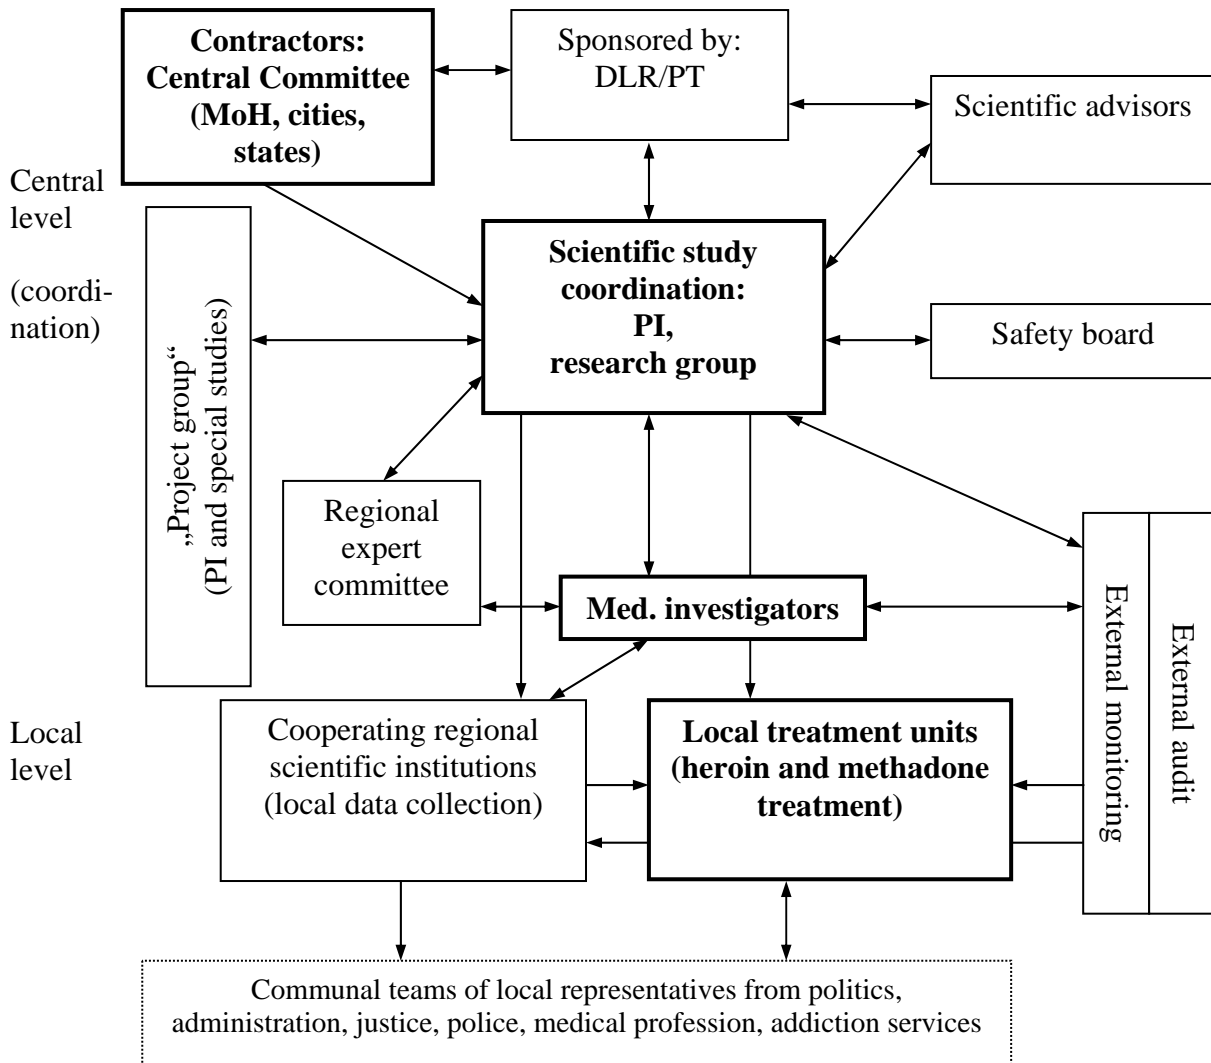 Contractors:
Central Committee
(MoH, cities,
states)
Sponsored by:
DLR/PT
Scientific advisors
Central
level
(coordi-
nation)
„Project group“
(PI and special studies)
Scientific study
coordination:
PI,
research group
Safety board
Regional
expert
committee
Med. investigators
External monitoring
External audit
Local
level
Cooperating regional
scientific institutions
(local data collection)
Local treatment units
(heroin and methadone
treatment)
Communal teams of local representatives from politics,
administration, justice, police, medical profession, addiction services